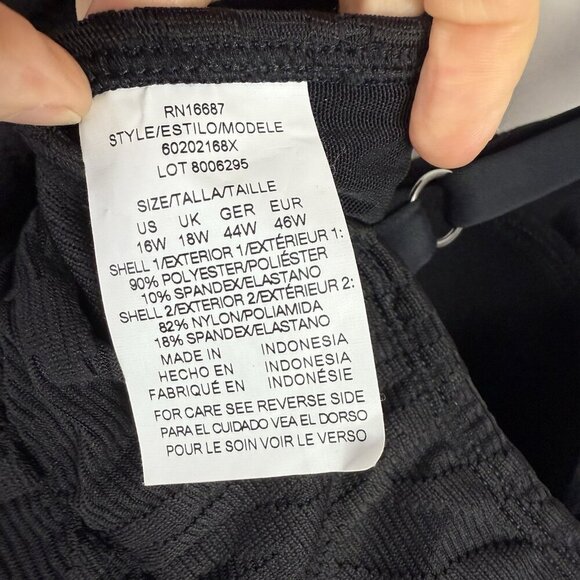 RN16687
STYLE/ESTILO/MODELE
60202168X
LOT 8006295
SIZE/TALLA/TAILLE
US UK GER EUR
16W 18W 44W 46W
SHELL 1/EXTERIOR 1/EXTÉRIEUR 1:
90% POLYESTER/POLIÉSTER
10% SPANDEX/ELASTANO
SHELL 2/EXTERIOR 2/EXTÉRIEUR 2:
82% NYLON/POLIAMIDA
18% SPANDEX/ELASTANO
MADE IN INDONESIA
HECHO EN INDONESIA
FABRIQUÉ EN INDONÉSIE
FOR CARE SEE REVERSE SIDE
PARA EL CUIDADO VEA EL DORSO
POUR LE SOIN VOIR LE VERSO